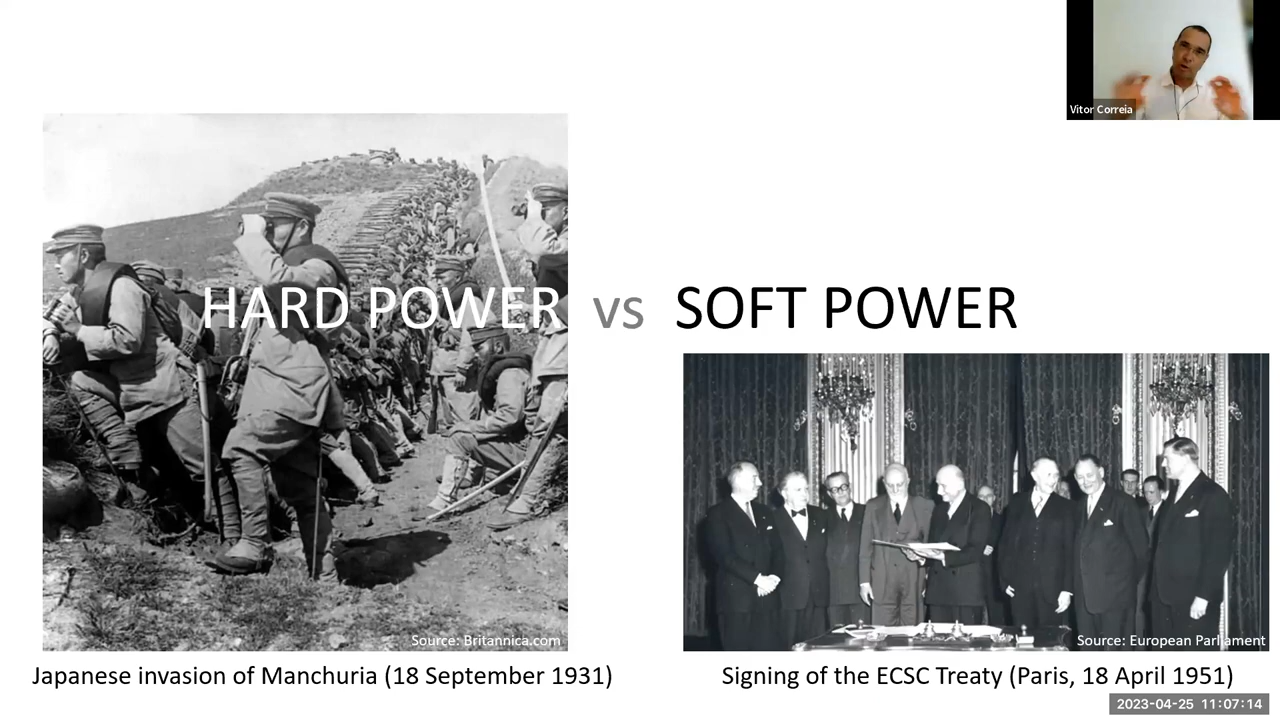 Vitor Correia
HARD POWER vs SOFT POWER
Source: Britannica.com
Source: European Parliament
Japanese invasion of Manchuria (18 September 1931)
Signing of the ECSC Treaty (Paris, 18 April 1951)
2023-04-25 11:07:14